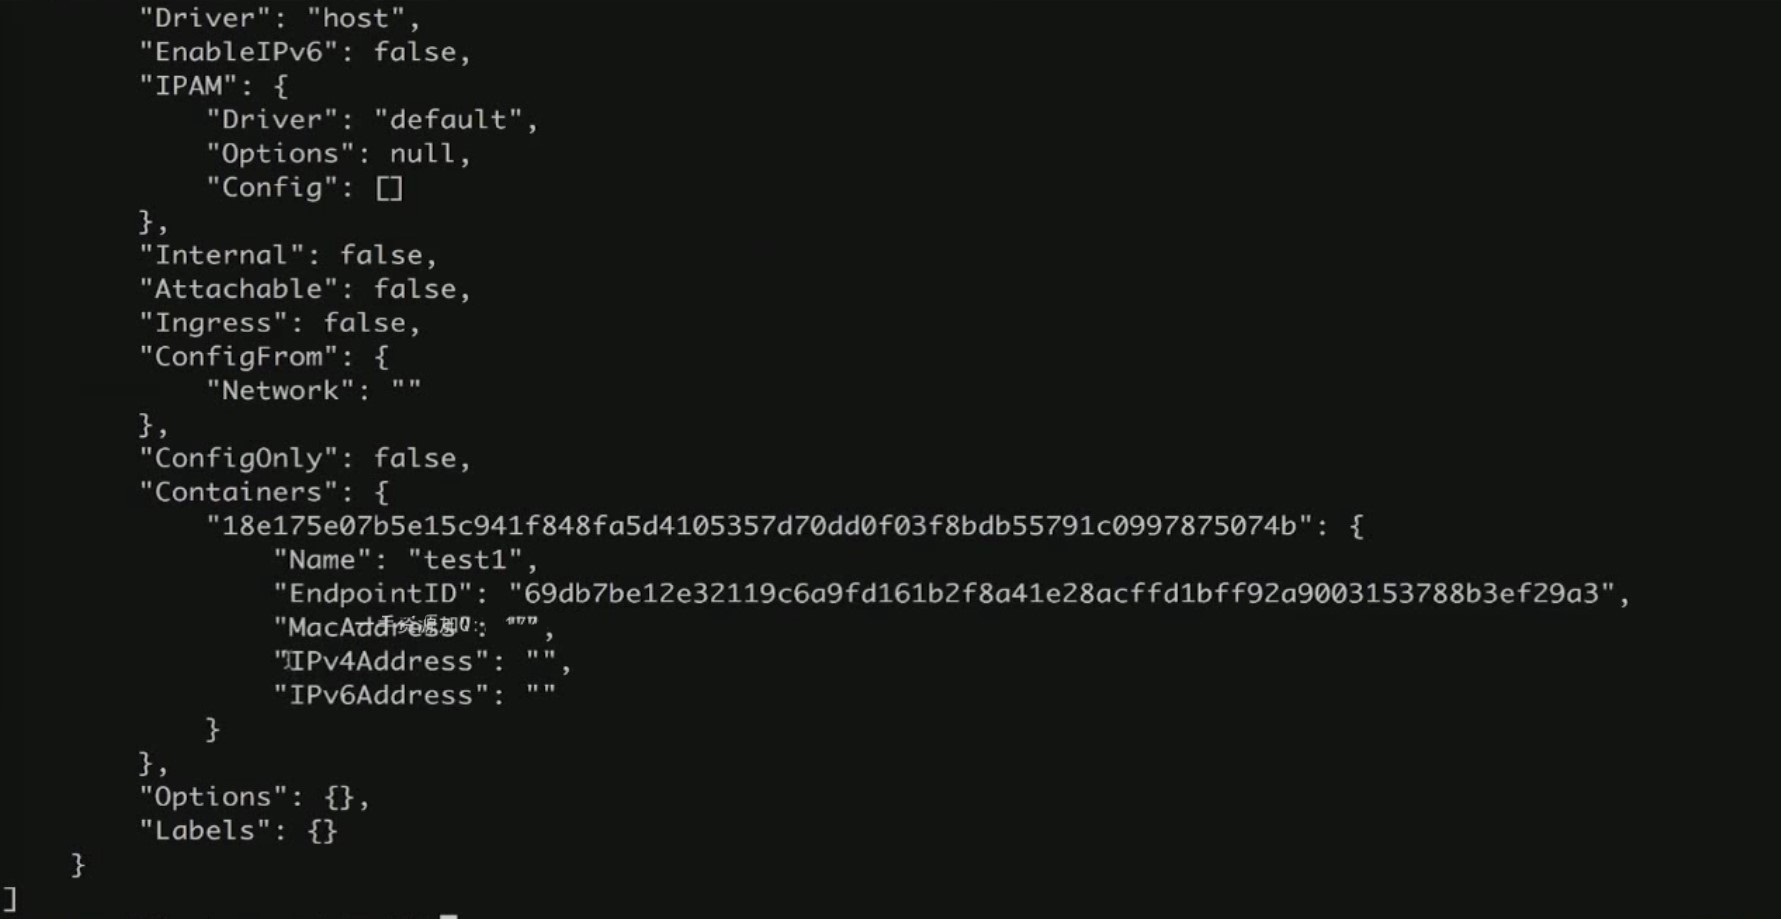 "Driver": "host",
"EnableIPv6": false,
"IPAM": {
"Driver": "default",
"Options": null,
"Config": []
},
"Internal": false,
"Attachable": false,
"Ingress": false,
"ConfigFrom": {
"Network": ""
},
"ConfigOnly": false,
"Containers": {
"18e175e07b5e15c941f848fa5d4105357d70dd0f03f8bdb55791c0997875074b": {
"Name": "test1",
"EndpointID": "69db7be12e32119c6a9fd161b2f8a41e28acffd1bff92a9003153788b3ef29a3",
"MacAddress": "",
"IPv4Address": "",
"IPv6Address": ""
}
},
"Options": {},
"Labels": {}
}
]